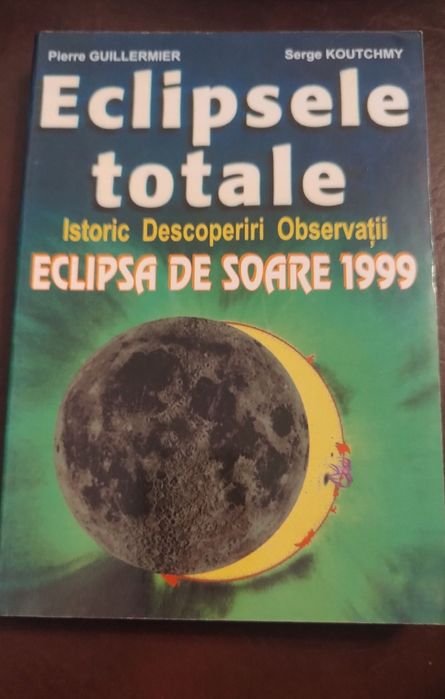 Pierre GUILLERMIER Serge KOUTCHMY
Eclipsele
totale
Istoric Descoperiri Observații
ECLIPSA DE SOARE 1999